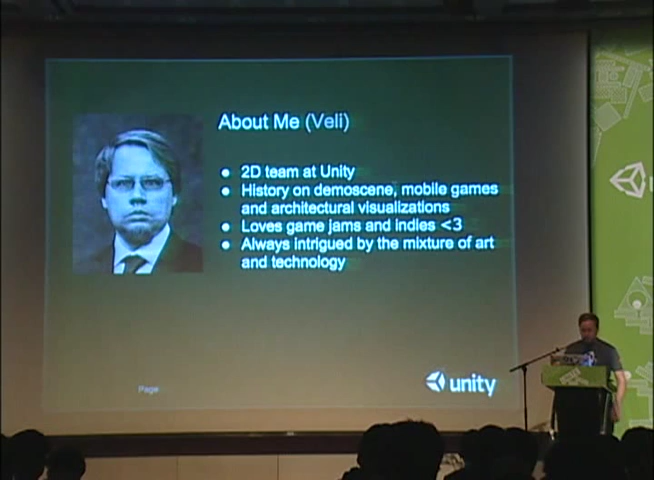 About Me (Veli)
● 2D team at Unity
● History on demoscene, mobile games
and architectural visualizations
● Loves game jams and indies <3
● Always intrigued by the mixture of art
and technology
Page
unity